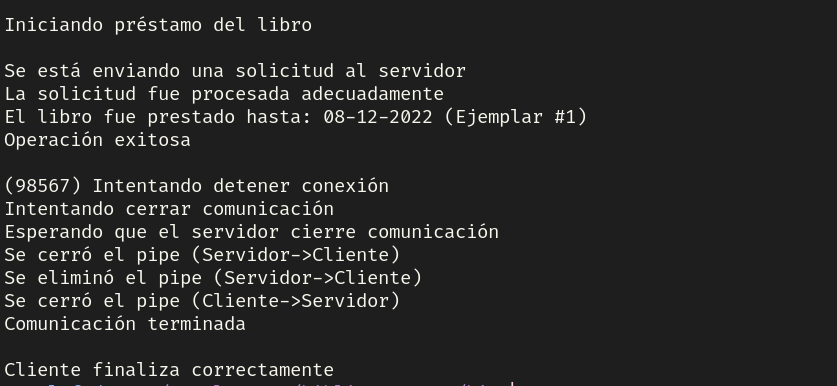 Iniciando préstamo del libro
Se está enviando una solicitud al servidor
La solicitud fue procesada adecuadamente
El libro fue prestado hasta: 08-12-2022 (Ejemplar #1)
Operación exitosa
(98567) Intentando detener conexión
Intentando cerrar comunicación
Esperando que el servidor cierre comunicación
Se cerró el pipe (Servidor->Cliente)
Se eliminó el pipe (Servidor->Cliente)
Se cerró el pipe (Cliente->Servidor)
Comunicación terminada
Cliente finaliza correctamente